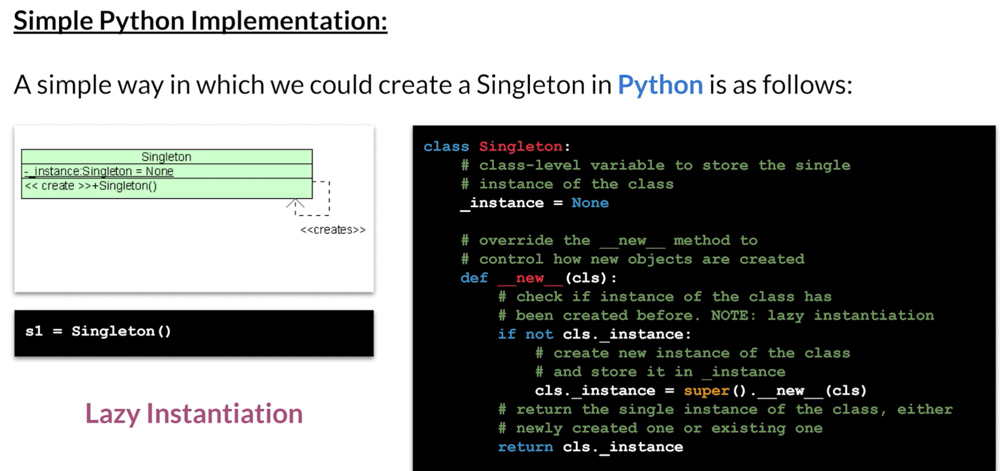 Simple Python Implementation:
A simple way in which we could create a Singleton in Python is as follows:
Singleton
-_instance:Singleton = None
<< create >>+Singleton()
<<creates>>
s1 = Singleton()
Lazy Instantiation
class Singleton:
    # class-level variable to store the single
    # instance of the class
    _instance = None
    # override the __new__ method to
    # control how new objects are created
    def __new__(cls):
        # check if instance of the class has
        # been created before. NOTE: lazy instantiation
        if not cls._instance:
            # create new instance of the class
            # and store it in _instance
            cls._instance = super().__new__(cls)
        # return the single instance of the class, either
        # newly created one or existing one
        return cls._instance